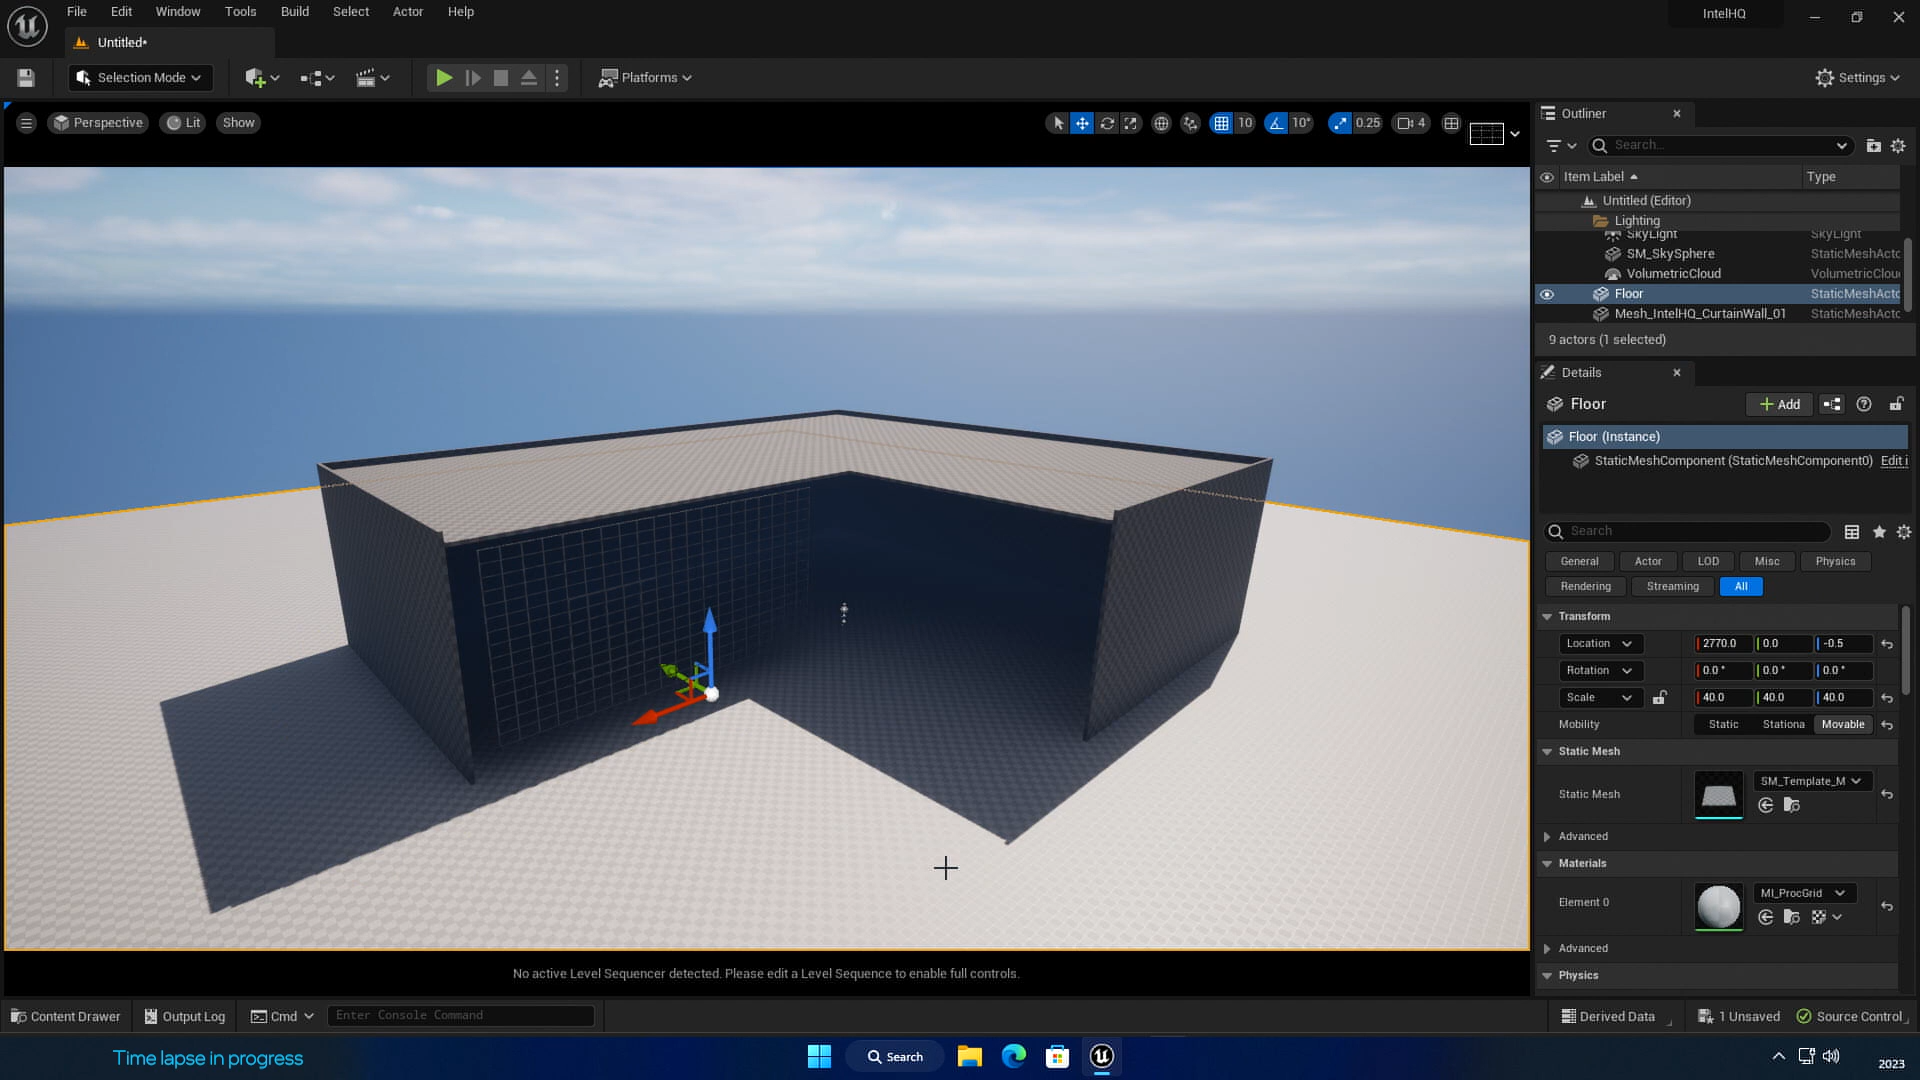 File Edit Window Tools Build Select Actor Help
IntelHQ
Untitled*
Selection Mode
Platforms
Settings
Perspective Lit Show
10 10° 0.25 4
Outliner
Search...
Item Label Type
Untitled (Editor)
Lighting
SkyLight SkyLight
SM_SkySphere StaticMeshActo
VolumetricCloud VolumetricClou
Floor StaticMeshActo
Mesh_IntelHQ_CurtainWall_01 StaticMeshActo
9 actors (1 selected)
Details
Floor
Add
Floor (Instance)
StaticMeshComponent (StaticMeshComponent0) Edit i
Search
General Actor LOD Misc Physics
Rendering Streaming All
Transform
Location 2770.0 0.0 -0.5
Rotation 0.0 ° 0.0 ° 0.0 °
Scale 40.0 40.0 40.0
Mobility Static Stationa Movable
Static Mesh
SM_Template_M
Static Mesh
Advanced
Materials
MI_ProcGrid
Element 0
Advanced
Physics
No active Level Sequencer detected. Please edit a Level Sequence to enable full controls.
Content Drawer Output Log Cmd Enter Console Command
Derived Data 1 Unsaved Source Control
Time lapse in progress
Search
2023